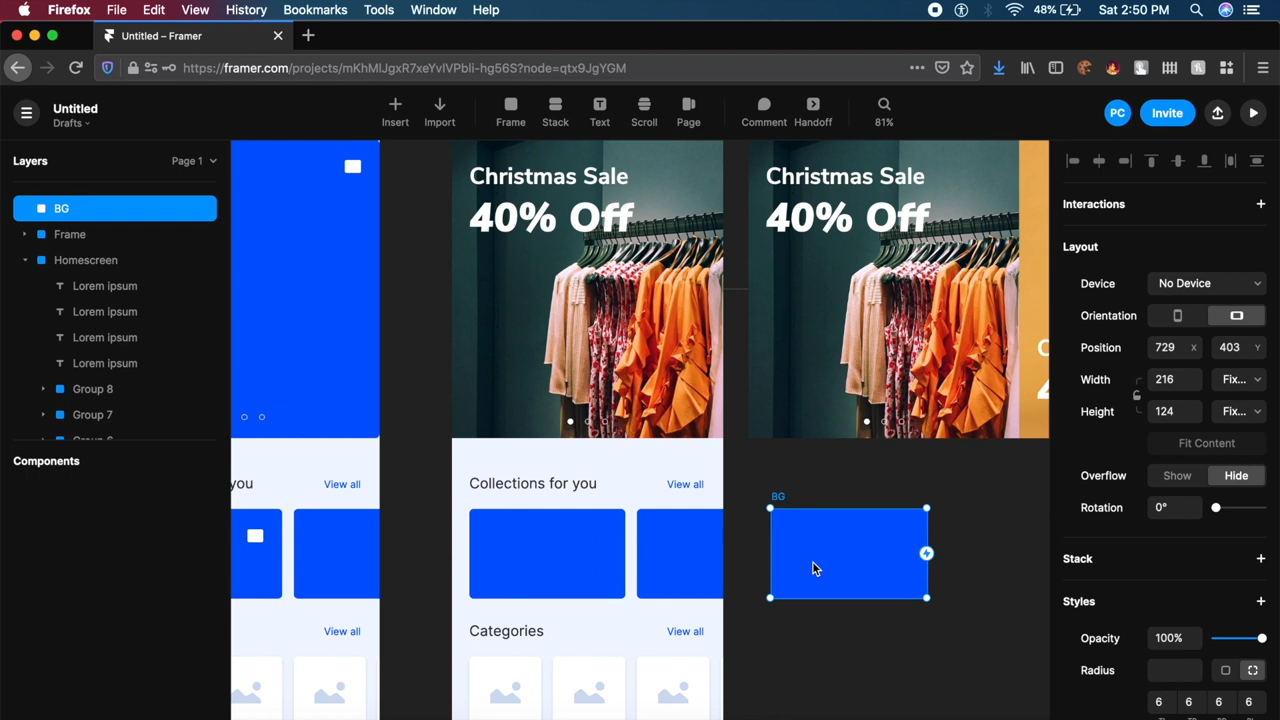 Firefox File Edit View History Bookmarks Tools Window Help 48% Sat 2:50 PM
Untitled – Framer
https://framer.com/projects/mKhMlJgxR7xeYvIVPbli-hg56S?node=qtx9JgYGM
Untitled
Drafts
Insert Import Frame Stack Text Scroll Page Comment Handoff 81%
PC Invite
Layers Page 1
BG
Frame
Homescreen
Lorem ipsum
Lorem ipsum
Lorem ipsum
Lorem ipsum
Group 8
Group 7
Components
you View all
View all
Christmas Sale
40% Off
Collections for you View all
Categories View all
Christmas Sale
40% Off
BG
Interactions
Layout
Device No Device
Orientation
Position 729 X 403 Y
Width 216 Fix...
Height 124 Fix...
Fit Content
Overflow Show Hide
Rotation 0°
Stack
Styles
Opacity 100%
Radius
6 6 6 6